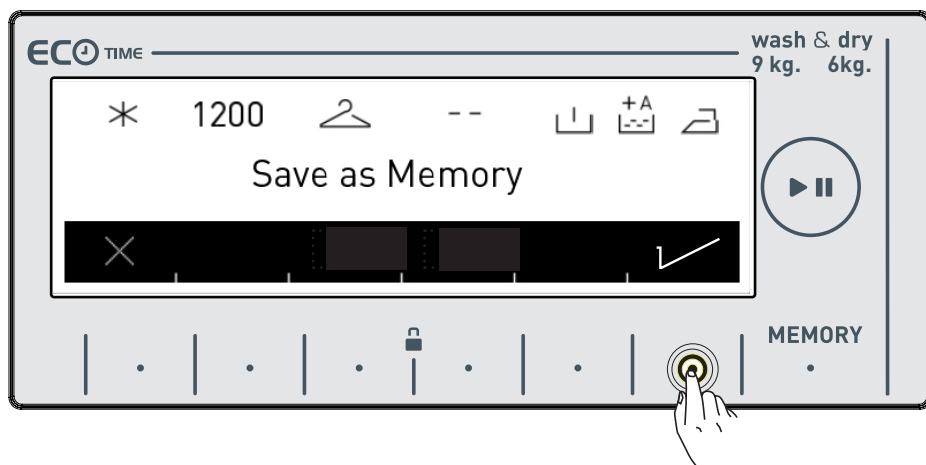 ECO TIME
wash & dry
9 kg. 6kg.
1200 -- +A
Save as Memory
MEMORY